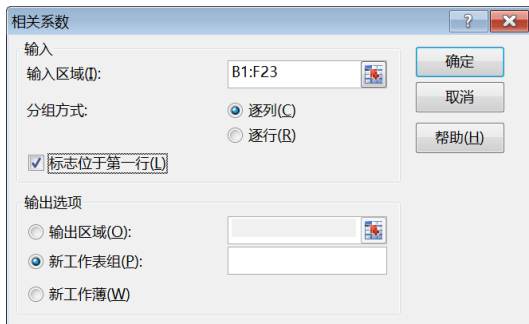 相关系数
输入
输入区域(I):
B1:F23
分组方式:
逐列(C)
逐行(R)
标志位于第一行(L)
输出选项
输出区域(O):
新工作表组(P):
新工作薄(W)
确定
取消
帮助(H)